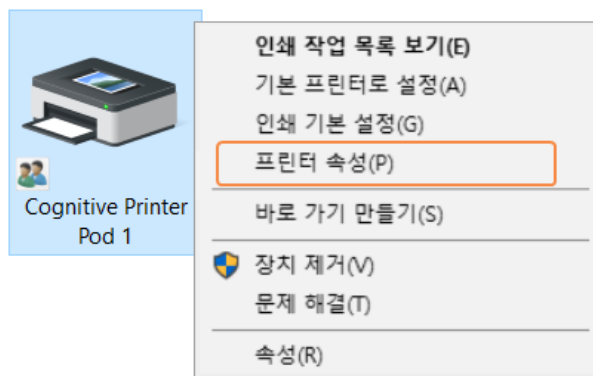 Cognitive Printer
Pod 1
인쇄 작업 목록 보기(E)
기본 프린터로 설정(A)
인쇄 기본 설정(G)
프린터 속성(P)
바로 가기 만들기(S)
장치 제거(V)
문제 해결(T)
속성(R)